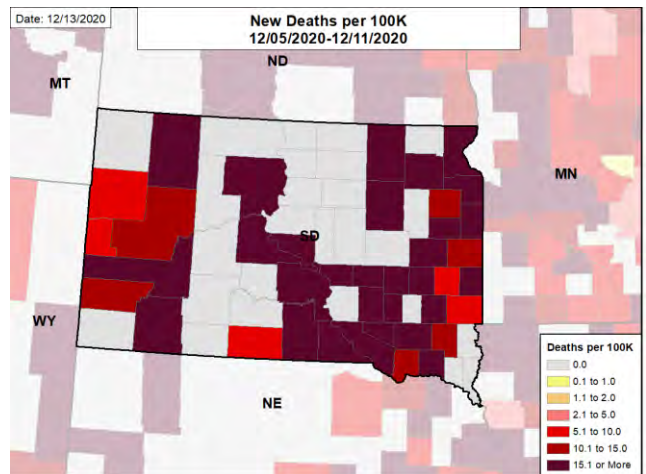 Date: 12/13/2020
New Deaths per 100K
12/05/2020-12/11/2020
ND
MT
MN
SD
WY
NE
Deaths per 100K
0.0
0.1 to 1.0
1.1 to 2.0
2.1 to 5.0
5.1 to 10.0
10.1 to 15.0
15.1 or More